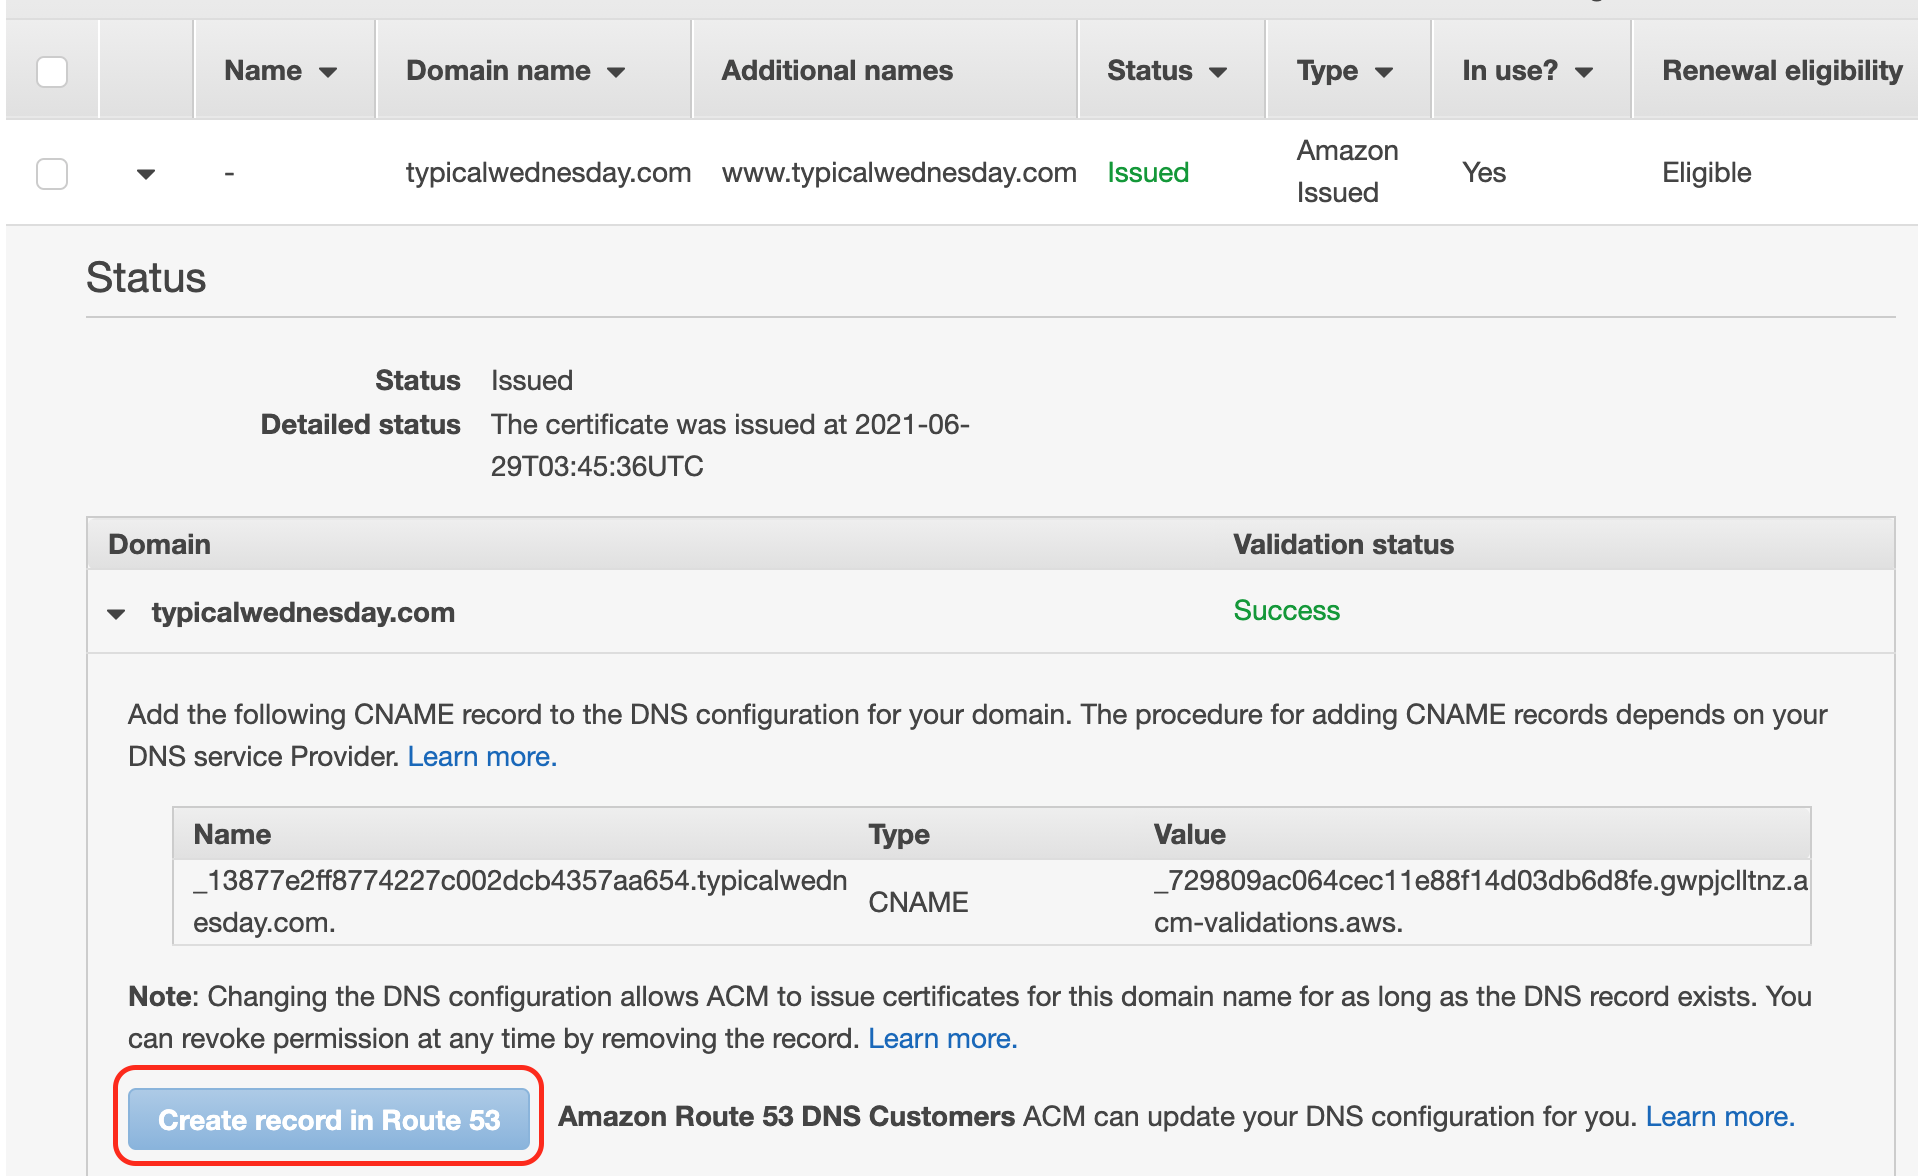 Name Domain name Additional names Status Type In use? Renewal eligibility
- typicalwednesday.com www.typicalwednesday.com Issued Amazon Issued Yes Eligible
Status
Status Issued
Detailed status The certificate was issued at 2021-06-
29T03:45:36UTC
Domain Validation status
typicalwednesday.com Success
Add the following CNAME record to the DNS configuration for your domain. The procedure for adding CNAME records depends on your
DNS service Provider. Learn more.
Name Type Value
_13877e2ff8774227c002dcb4357aa654.typicalwedn
esday.com.
CNAME
_729809ac064cec11e88f14d03db6d8fe.gwpjclltnz.a
cm-validations.aws.
Note: Changing the DNS configuration allows ACM to issue certificates for this domain name for as long as the DNS record exists. You
can revoke permission at any time by removing the record. Learn more.
Create record in Route 53 Amazon Route 53 DNS Customers ACM can update your DNS configuration for you. Learn more.